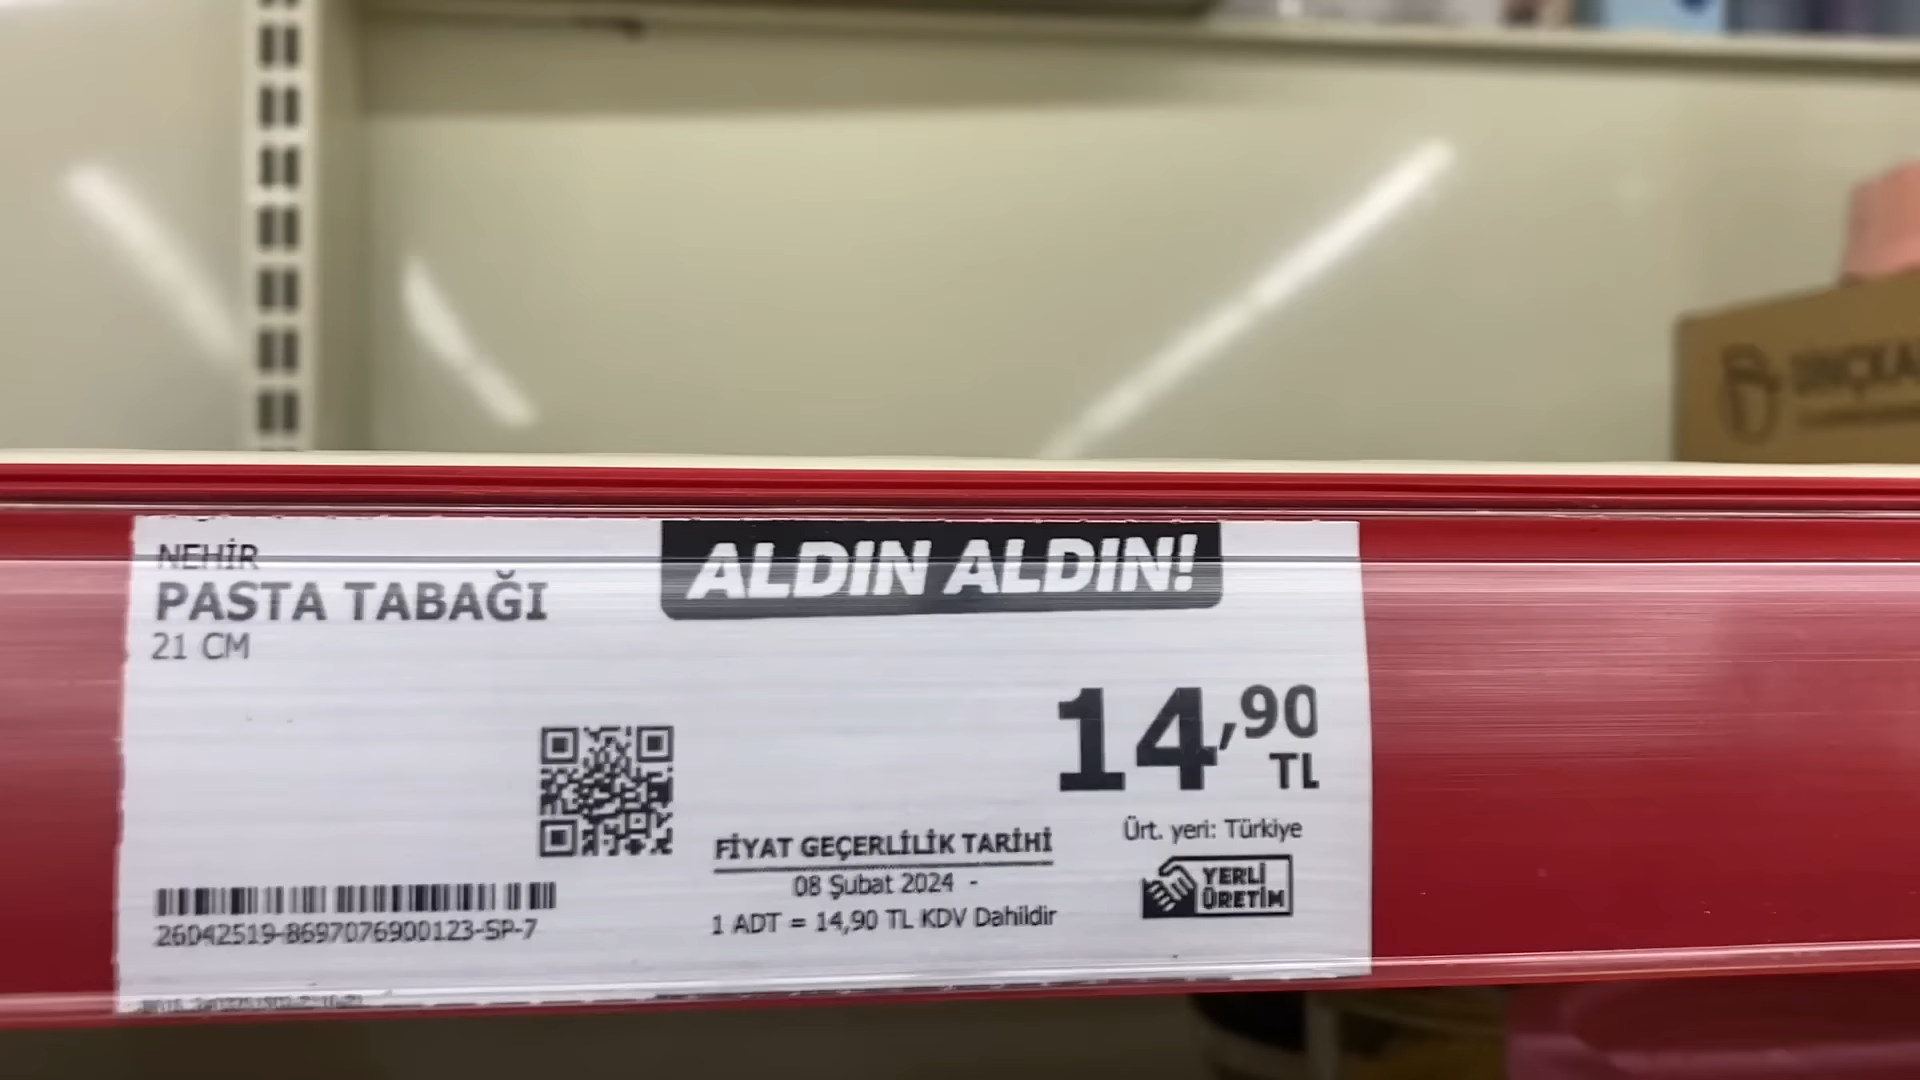 NEHİR
PASTA TABAĞI
21 CM
ALDIN ALDIN!
14,90
TL
Ürt. yeri: Türkiye
YERLİ
ÜRETİM
FİYAT GEÇERLİLİK TARİHİ
08 Şubat 2024 -
1 ADT = 14,90 TL KDV Dahildir
26042519-8697076900123-SP-7